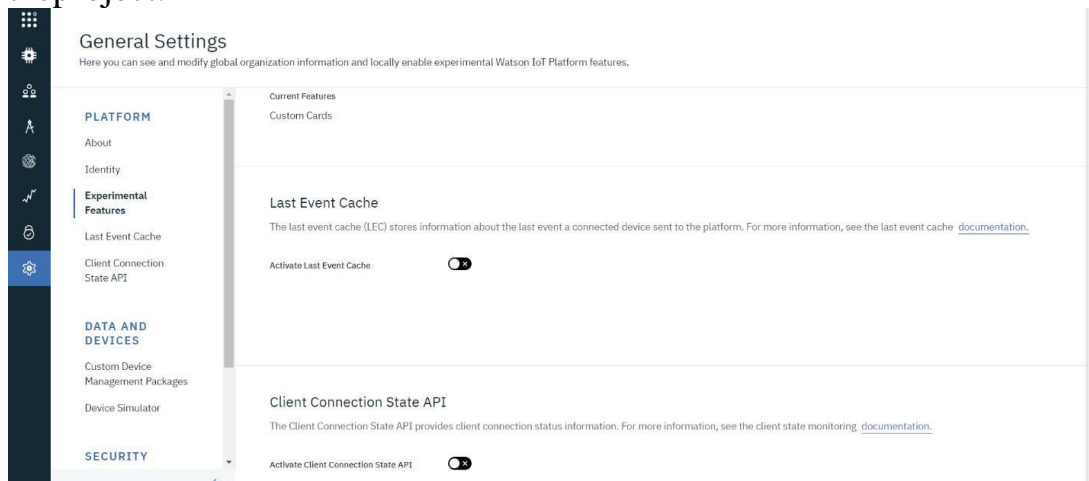 General Settings
Here you can see and modify global organization information and locally enable experimental Watson IoT Platform features.
PLATFORM
About
Identity
Experimental
Features
Last Event Cache
Client Connection
State API
DATA AND
DEVICES
Custom Device
Management Packages
Device Simulator
SECURITY
Current Features
Custom Cards
Last Event Cache
The last event cache (LEC) stores information about the last event a connected device sent to the platform. For more information, see the last event cache documentation.
Activate Last Event Cache
Client Connection State API
The Client Connection State API provides client connection status information. For more information, see the client state monitoring documentation.
Activate Client Connection State API